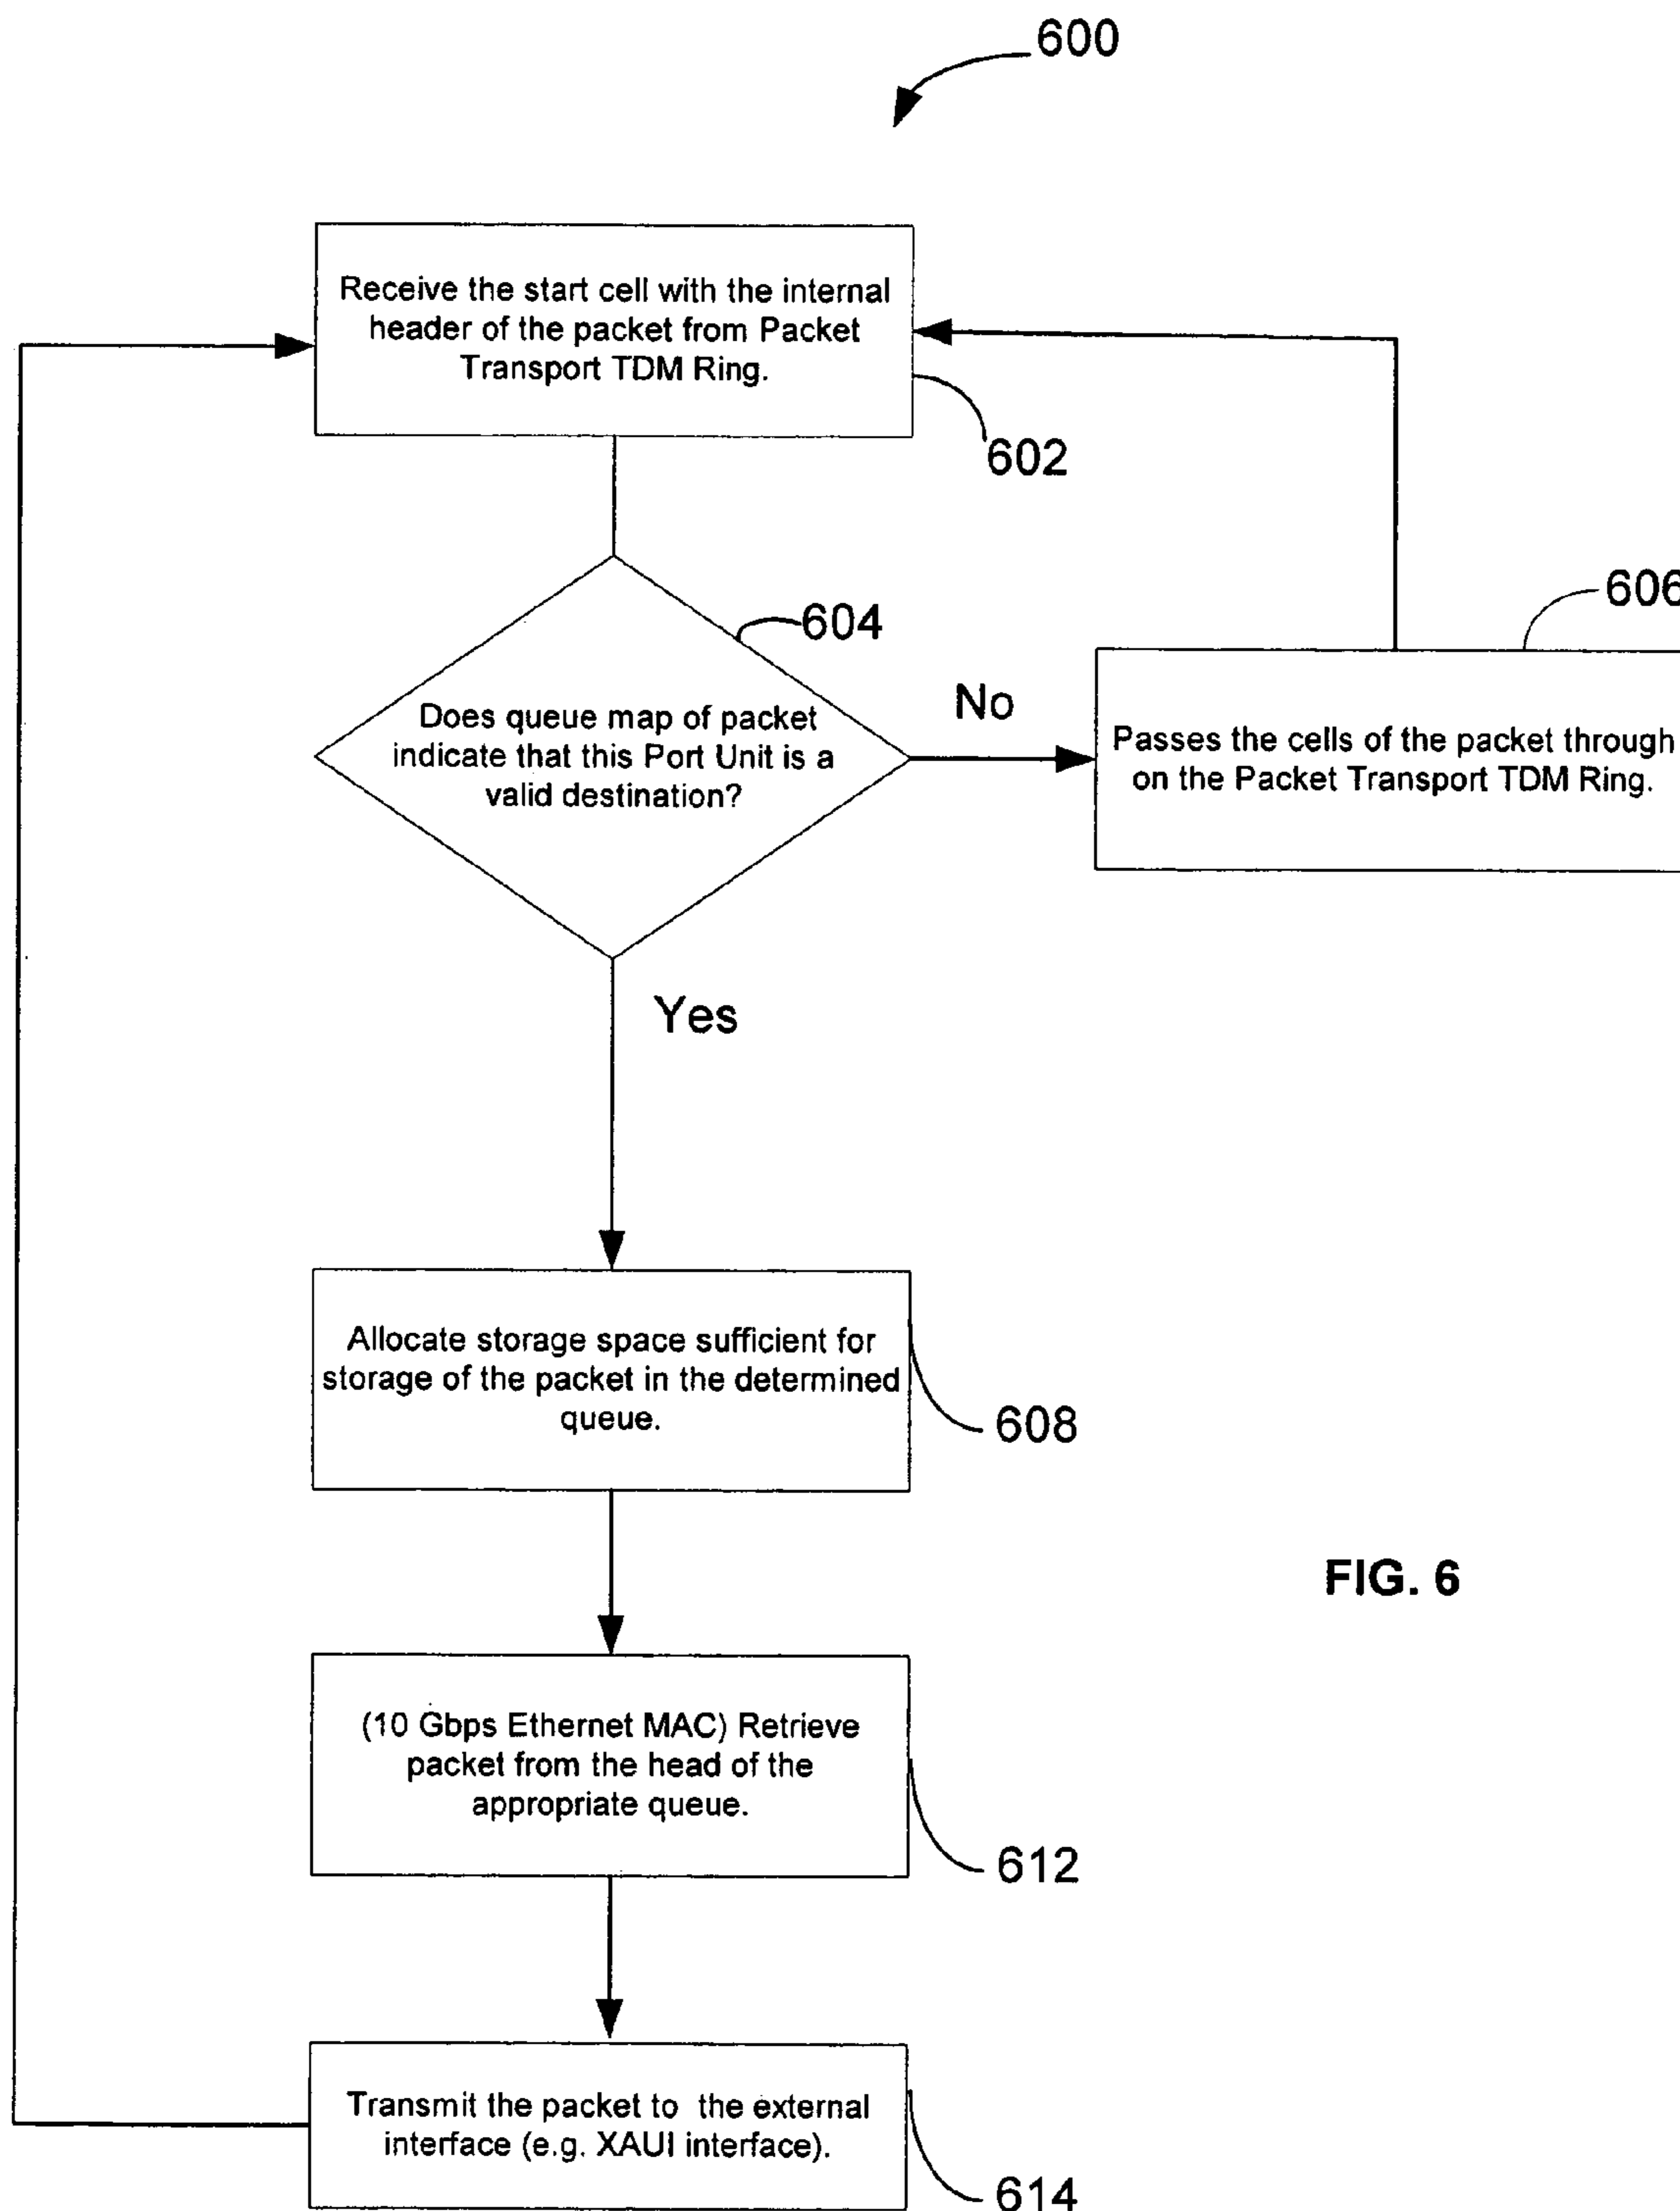 600
Receive the start cell with the internal
header of the packet from Packet
Transport TDM Ring.
602
604
Does queue map of packet
indicate that this Port Unit is a
valid destination?
No
606
Passes the cells of the packet through
on the Packet Transport TDM Ring.
Yes
Allocate storage space sufficient for
storage of the packet in the determined
queue.
608
FIG. 6
(10 Gbps Ethernet MAC) Retrieve
packet from the head of the
appropriate queue.
612
Transmit the packet to the external
interface (e.g. XAUI interface).
614